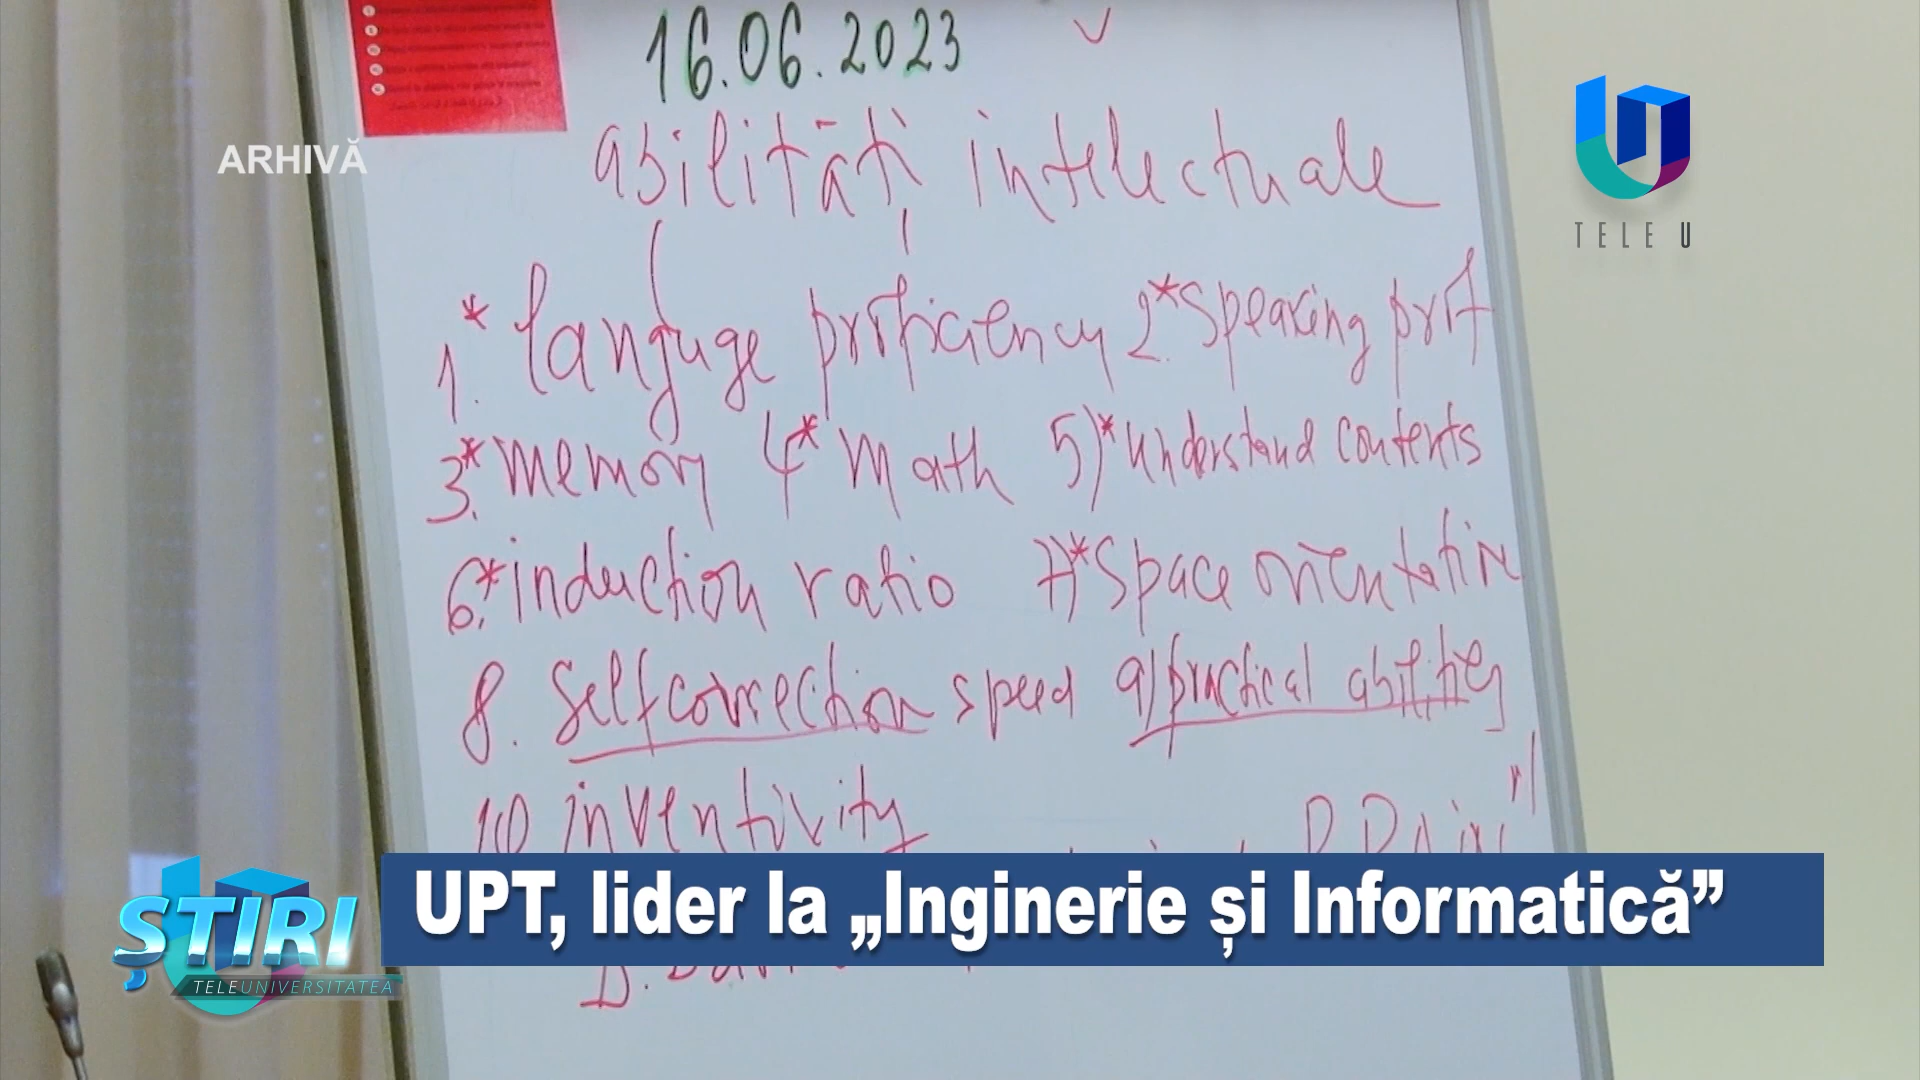 16.06.2023
ARHIVĂ
abilități intelectuale
TELE U
1.* languge proficiency 2.* Speaking prof
3.* memory 4* Math 5)* understand contents
6.* induction ratio 7)* Space orientation
8. Selfcorrection speed 9) practical abilities
10 inventivity
UPT, lider la „Inginerie și Informatică”
ȘTIRI
TELEUNIVERSITATEA